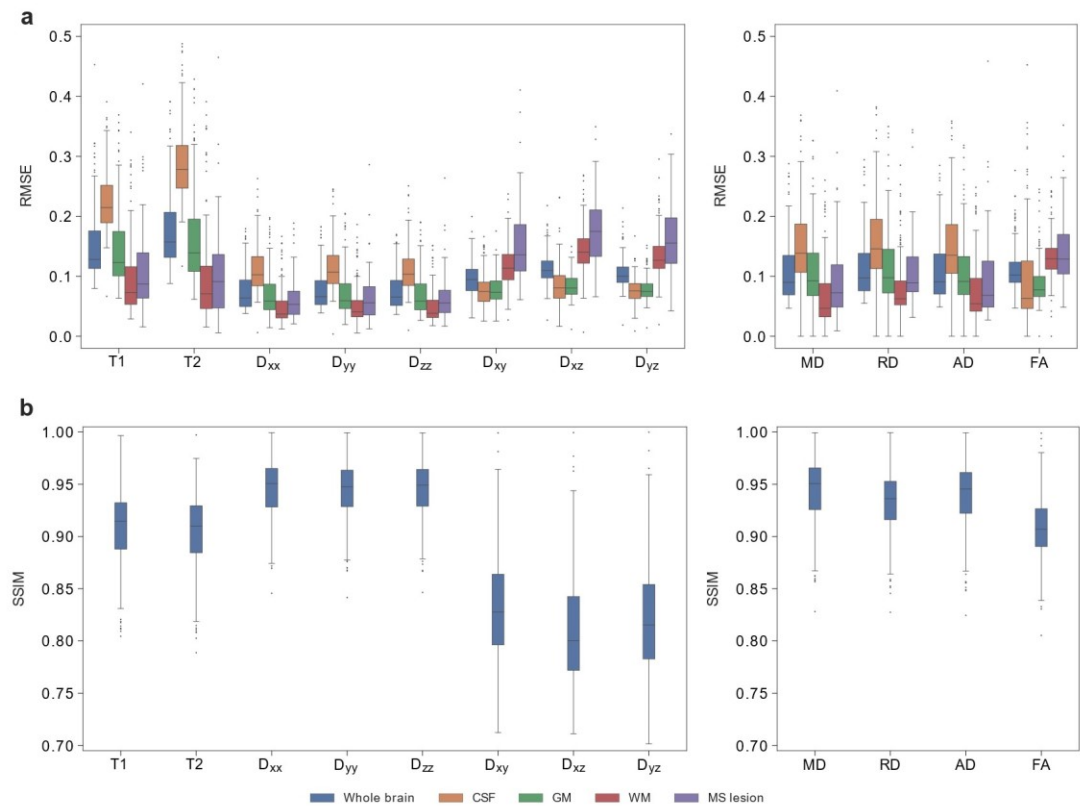 a
RMSE
0.5
0.4
0.3
0.2
0.1
0.0
T1 T2 Dxx Dyy Dzz Dxy Dxz Dyz
RMSE
0.5
0.4
0.3
0.2
0.1
0.0
MD RD AD FA
b
SSIM
1.00
0.95
0.90
0.85
0.80
0.75
0.70
T1 T2 Dxx Dyy Dzz Dxy Dxz Dyz
SSIM
1.00
0.95
0.90
0.85
0.80
0.75
0.70
MD RD AD FA
Whole brain CSF GM WM MS lesion